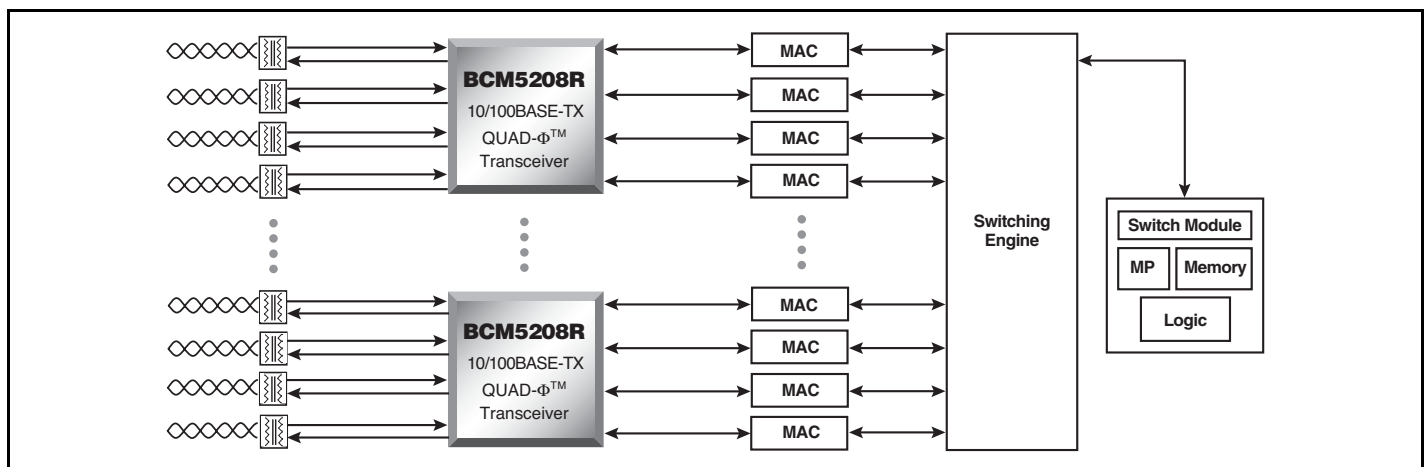 BCM5208R
10/100BASE-TX
QUAD-Φ™
Transceiver
MAC
MAC
MAC
MAC
BCM5208R
10/100BASE-TX
QUAD-Φ™
Transceiver
MAC
MAC
MAC
MAC
Switching
Engine
Switch Module
MP
Memory
Logic